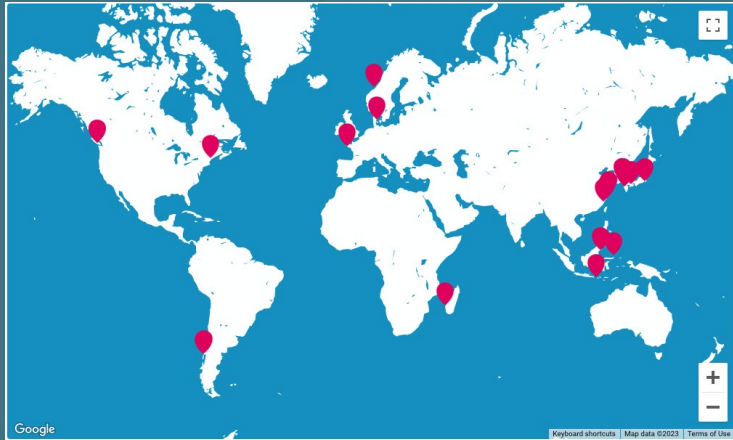 +
−
Google
Keyboard shortcuts
Map data ©2023
Terms of Use